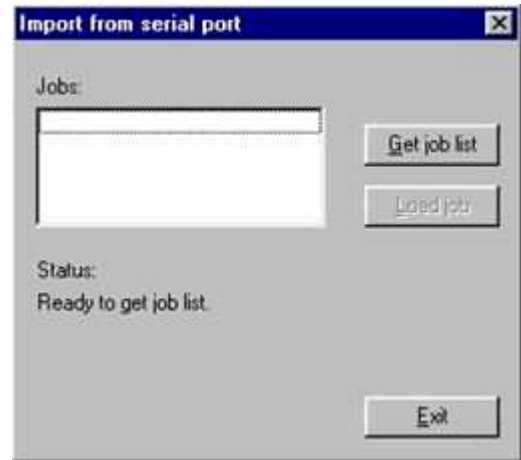 Import from serial port
Jobs:
Get job list
Load job
Status:
Ready to get job list.
Exit